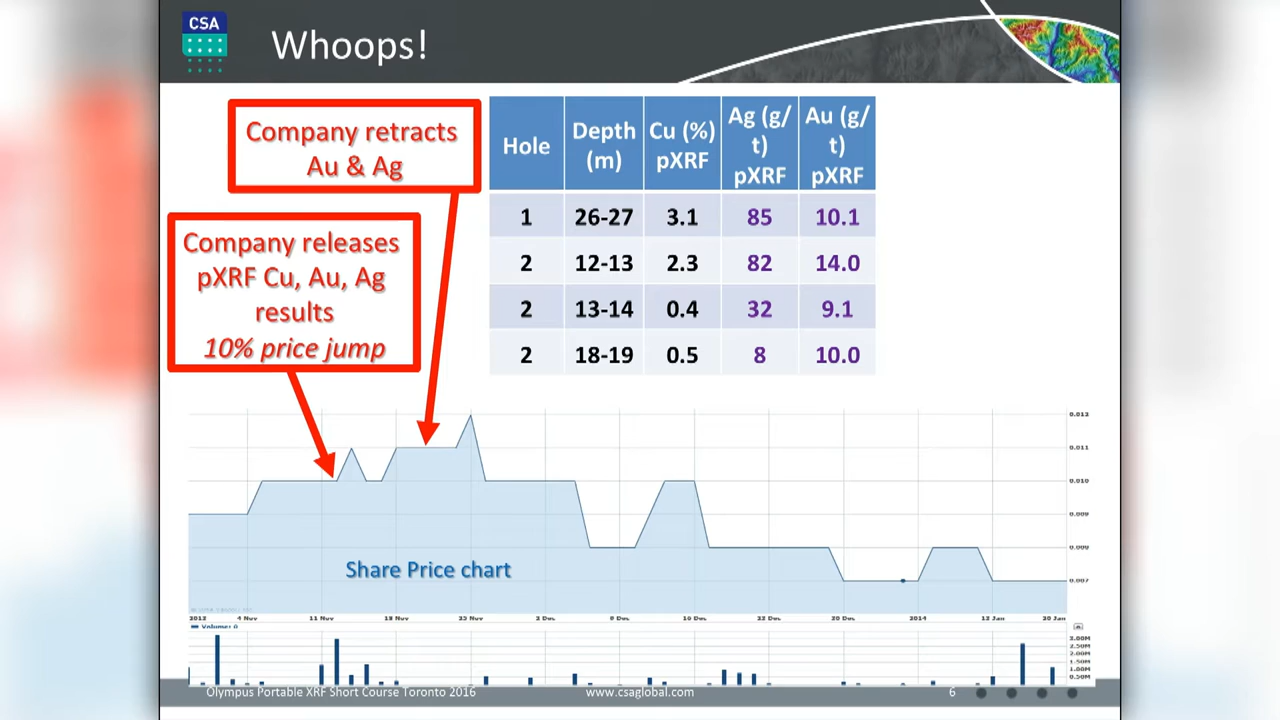 CSA
Whoops!
Company retracts
Au & Ag
Company releases
pXRF Cu, Au, Ag
results
10% price jump
Hole Depth (m) Cu (%) pXRF Ag (g/t) pXRF Au (g/t) pXRF
1 26-27 3.1 85 10.1
2 12-13 2.3 82 14.0
2 13-14 0.4 32 9.1
2 18-19 0.5 8 10.0
0.012
0.011
0.010
0.009
0.009
0.007
Share Price chart
2013 4 Nov 11 Nov 18 Nov 25 Nov 2 Dec 9 Dec 16 Dec 22 Dec 30 Dec 2014 13 Jan 20 Jan
Volume: 0
3.00M
2.50M
2.00M
1.50M
1.00M
0.50M
Olympus Portable XRF Short Course Toronto 2016 www.csaglobal.com 6